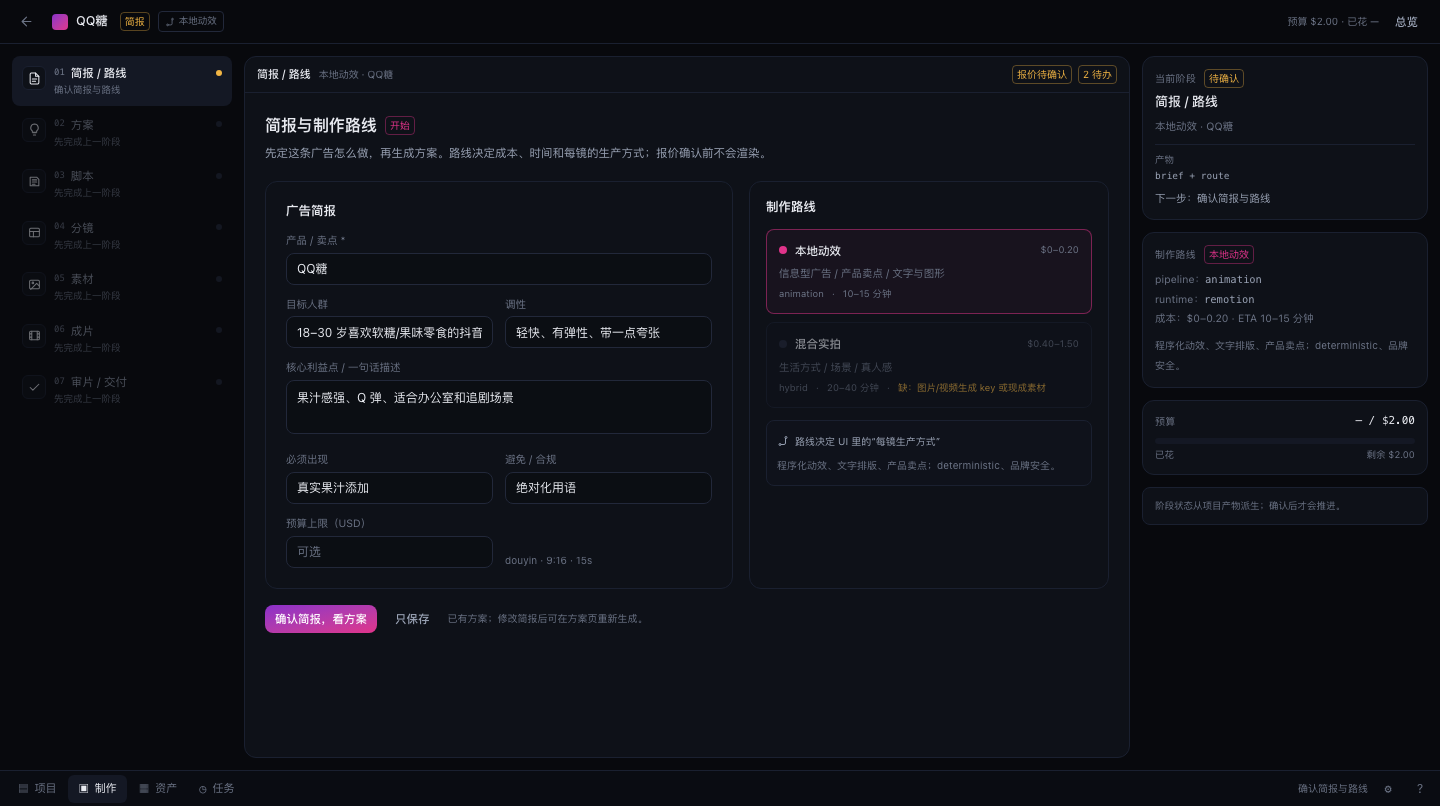 QQ糖 简报 本地动效
预算 $2.00 · 已花 — 总览
01 简报 / 路线
确认简报与路线
02 方案
先完成上一阶段
03 脚本
先完成上一阶段
04 分镜
先完成上一阶段
05 素材
先完成上一阶段
06 成片
先完成上一阶段
07 审片 / 交付
先完成上一阶段
简报 / 路线 本地动效 · QQ糖
报价待确认 2 待办
简报与制作路线 开始
先定这条广告怎么做，再生成方案。路线决定成本、时间和每镜的生产方式；报价确认前不会渲染。
广告简报
产品 / 卖点 *
QQ糖
目标人群
18–30 岁喜欢软糖/果味零食的抖音
调性
轻快、有弹性、带一点夸张
核心利益点 / 一句话描述
果汁感强、Q 弹、适合办公室和追剧场景
必须出现
真实果汁添加
避免 / 合规
绝对化用语
预算上限（USD）
可选
douyin · 9:16 · 15s
制作路线
本地动效 $0–0.20
信息型广告 / 产品卖点 / 文字与图形
animation · 10–15 分钟
混合实拍 $0.40–1.50
生活方式 / 场景 / 真人感
hybrid · 20–40 分钟 · 缺：图片/视频生成 key 或现成素材
路线决定 UI 里的“每镜生产方式”
程序化动效、文字排版、产品卖点；deterministic、品牌安全。
确认简报，看方案 只保存 已有方案；修改简报后可在方案页重新生成。
当前阶段 待确认
简报 / 路线
本地动效 · QQ糖
产物
brief + route
下一步：确认简报与路线
制作路线 本地动效
pipeline：animation
runtime：remotion
成本：$0–0.20 · ETA 10–15 分钟
程序化动效、文字排版、产品卖点；deterministic、品牌
安全。
预算 — / $2.00
已花 剩余 $2.00
阶段状态从项目产物派生；确认后才会推进。
项目 制作 资产 任务
确认简报与路线 ?